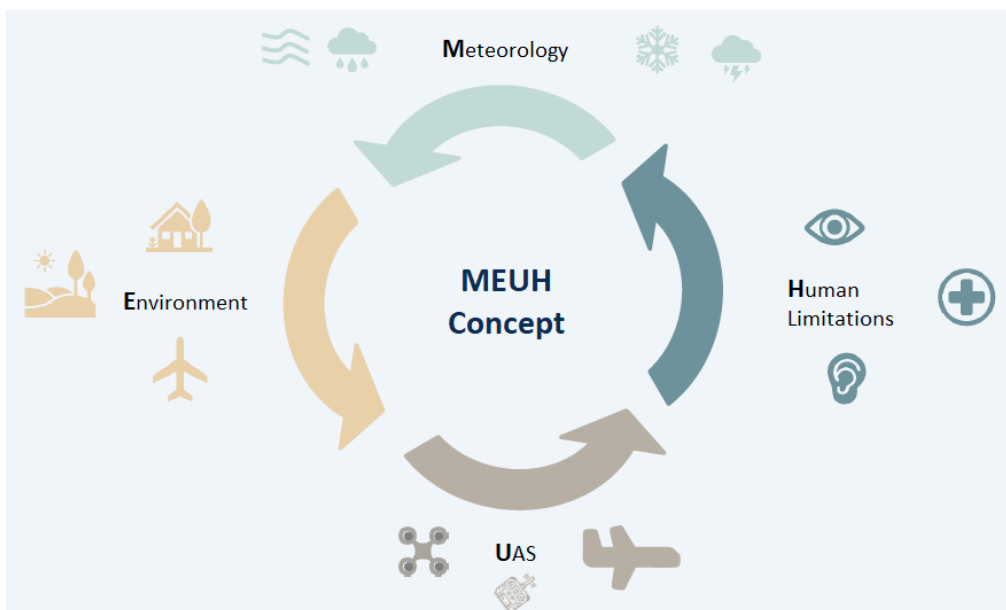 Meteorology
Environment
MEUH
Concept
Human
Limitations
UAS